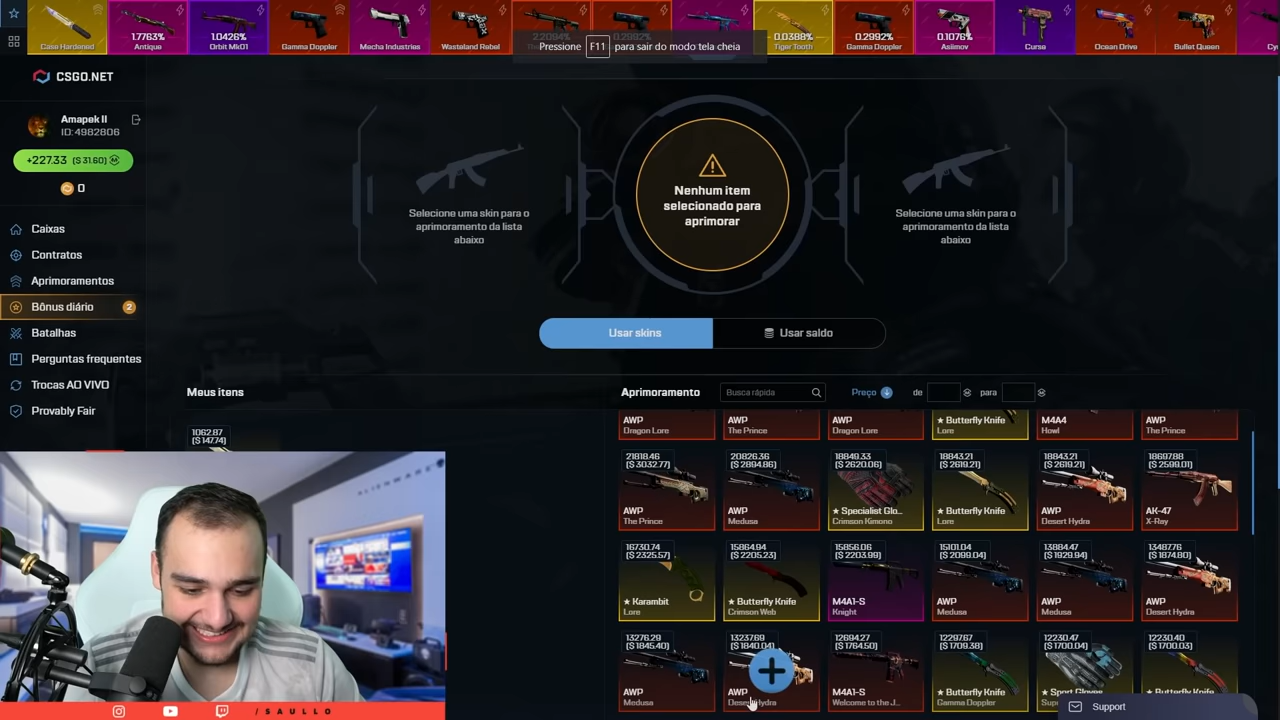 Case Hardened
1.7763%
Antique
1.0426%
Orbit Mk01
Gamma Doppler
Mecha Industries
Wasteland Rebel
0.0388%
Tiger Tooth
0.2992%
Gamma Doppler
0.1076%
Asiimov
Curse
Ocean Drive
Bullet Queen
Pressione F11 para sair do modo tela cheia
CSGO.NET
Amapek II
ID:4982806
+227.33 ($ 31.60)
0
Caixas
Contratos
Aprimoramentos
Bônus diário 2
Batalhas
Perguntas frequentes
Trocas AO VIVO
Provably Fair
Selecione uma skin para o
aprimoramento da lista
abaixo
Nenhum item
selecionado para
aprimorar
Selecione uma skin para o
aprimoramento da lista
abaixo
Usar skins
Usar saldo
Meus itens
1062.87
($ 147.74)
Aprimoramento
Busca rápida
Preço
de
para
AWP
Dragon Lore
AWP
The Prince
AWP
Dragon Lore
★ Butterfly Knife
Lore
M4A4
Howl
AWP
The Prince
21818.46
($ 3032.77)
AWP
The Prince
20826.36
($ 2894.86)
AWP
Medusa
18849.33
($ 2620.06)
★ Specialist Glo...
Crimson Kimono
18843.21
($ 2619.21)
★ Butterfly Knife
Lore
18843.21
($ 2619.21)
AWP
Desert Hydra
18697.88
($ 2599.01)
AK-47
X-Ray
16730.74
($ 2325.57)
★ Karambit
Lore
15864.94
($ 2205.23)
★ Butterfly Knife
Crimson Web
15856.06
($ 2203.99)
M4A1-S
Knight
15101.04
($ 2099.04)
AWP
Medusa
13884.47
($ 1929.94)
AWP
Medusa
13487.76
($ 1874.80)
AWP
Desert Hydra
13276.29
($ 1845.40)
AWP
Medusa
13237.69
($ 1840.04)
AWP
Desert Hydra
12694.27
($ 1764.50)
M4A1-S
Welcome to the J...
12297.67
($ 1709.38)
★ Butterfly Knife
Gamma Doppler
12230.47
($ 1700.04)
★ Sport Gloves
12230.40
($ 1700.03)
★ Butterfly Knife
Support
ALIENWARE
/SAULLO